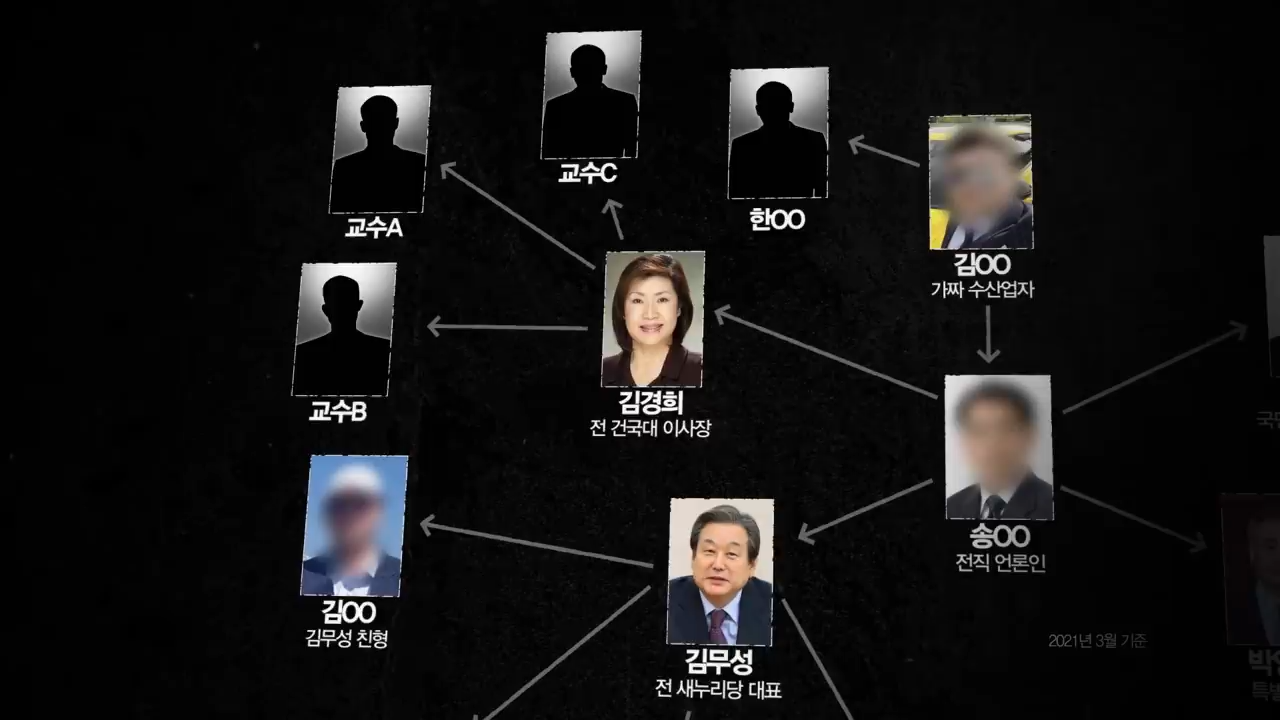 교수C
한OO
교수A
김OO
가짜 수산업자
교수B
김경희
전 건국대 이사장
송OO
전직 언론인
김OO
김무성 친형
김무성
전 새누리당 대표
2021년 3월 기준